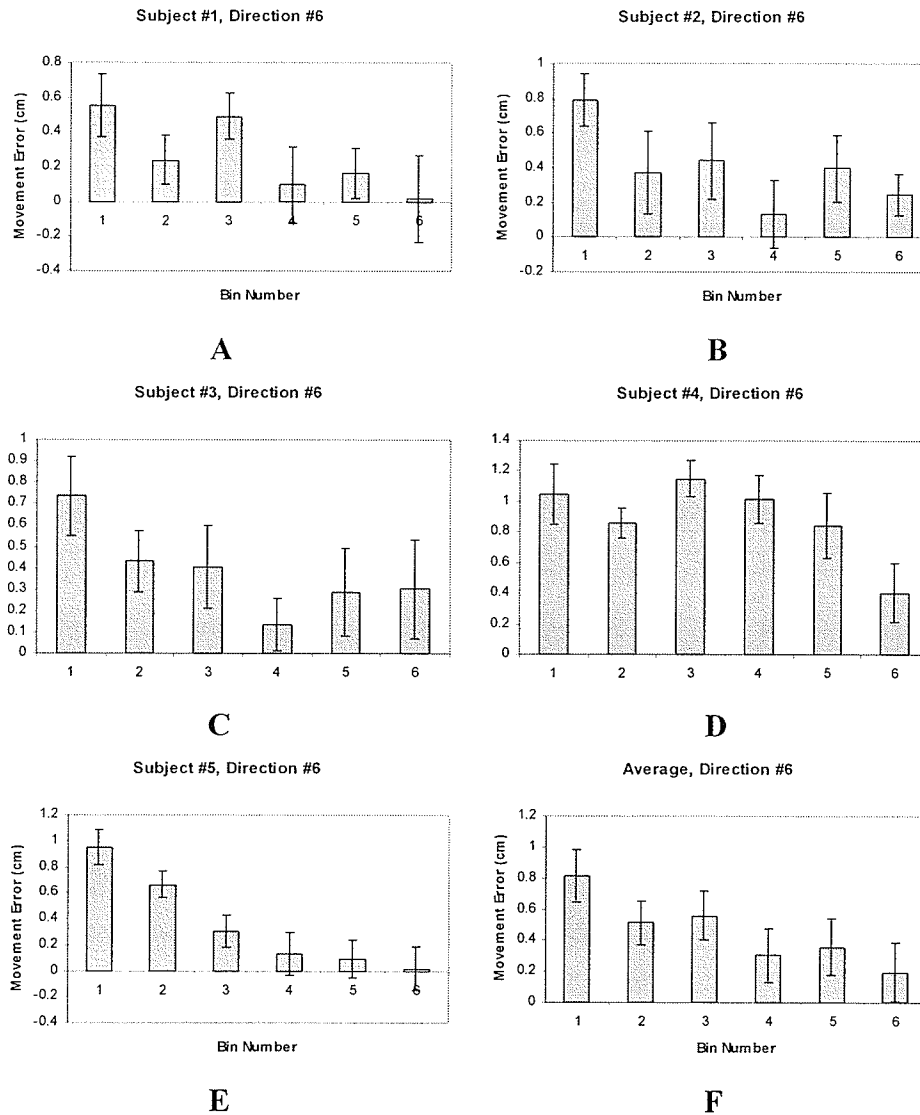 Subject #1, Direction #6
0.8
0.6
0.4
0.2
0
-0.2
-0.4
Movement Error (cm)
1 2 3 4 5 6
Bin Number
A
Subject #2, Direction #6
1
0.8
0.6
0.4
0.2
0
-0.2
Movement Error (cm)
1 2 3 4 5 6
Bin Number
B
Subject #3, Direction #6
1
0.9
0.8
0.7
0.6
0.5
0.4
0.3
0.2
0.1
0
1 2 3 4 5 6
C
Subject #4, Direction #6
1.4
1.2
1
0.8
0.6
0.4
0.2
0
1 2 3 4 5 6
D
Subject #5, Direction #6
1.2
1
0.8
0.6
0.4
0.2
0
-0.2
-0.4
Movement Error (cm)
1 2 3 4 5 6
Bin Number
E
Average, Direction #6
1.2
1
0.8
0.6
0.4
0.2
0
Movement Error (cm)
1 2 3 4 5 6
Bin Number
F